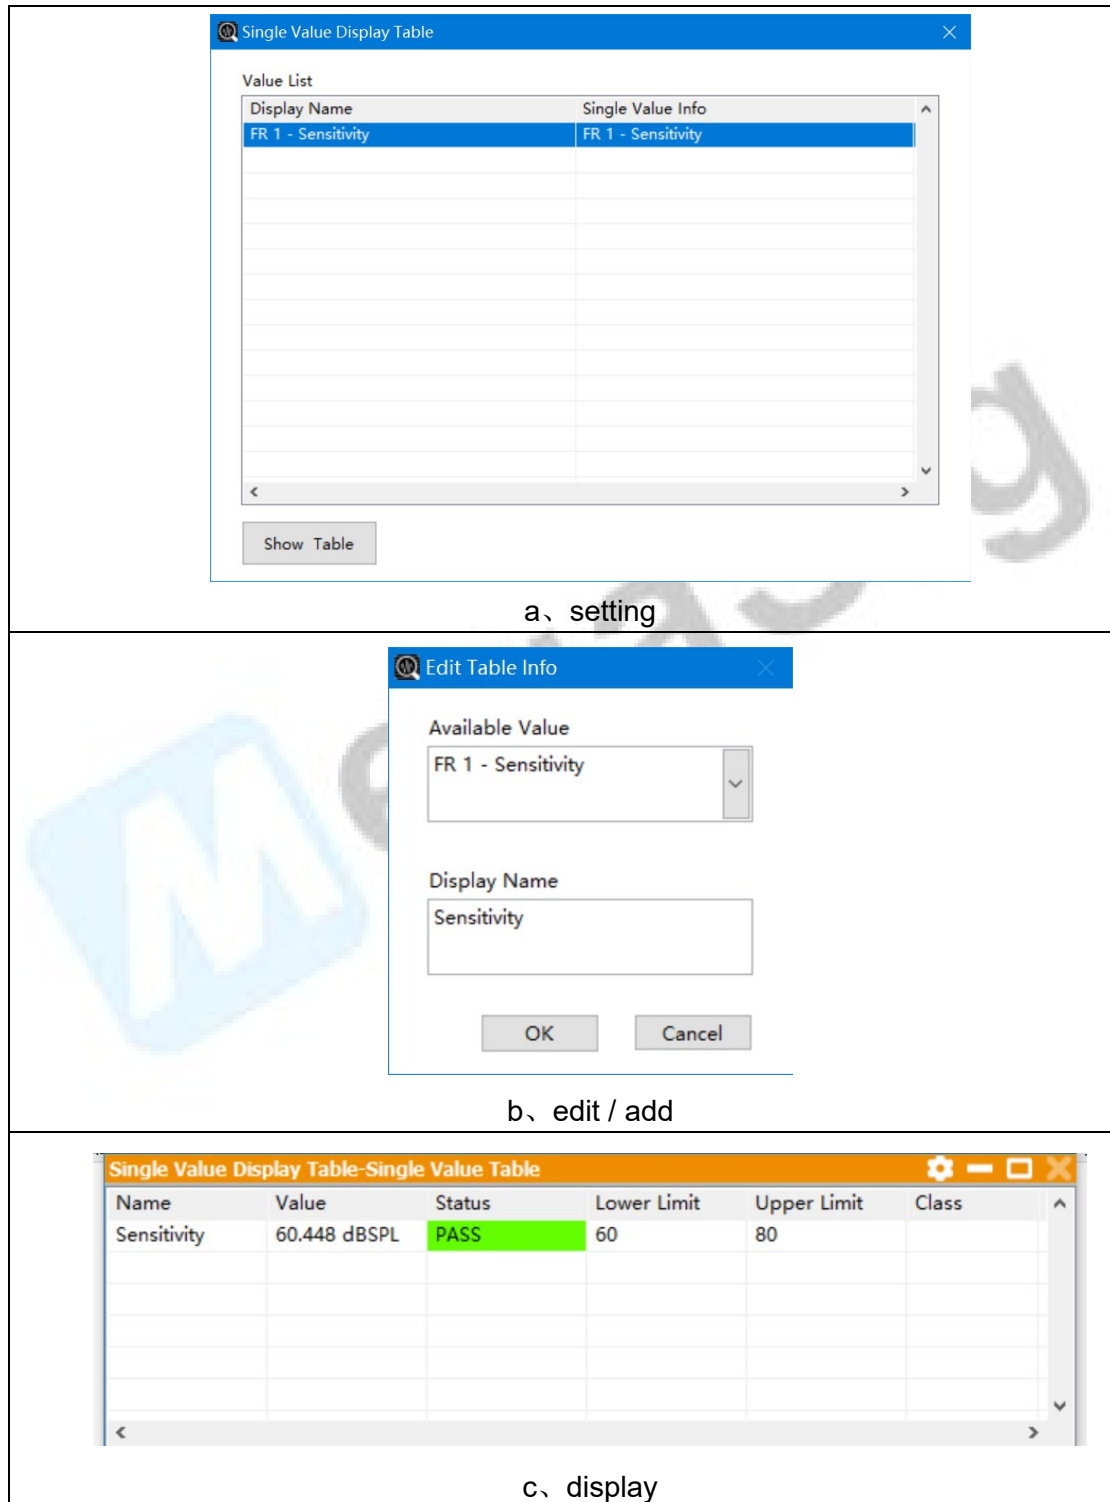 Single Value Display Table
Value List
Display Name Single Value Info
FR 1 - Sensitivity FR 1 - Sensitivity
Show Table
a、setting
Edit Table Info
Available Value
FR 1 - Sensitivity
Display Name
Sensitivity
OK Cancel
b、edit / add
Single Value Display Table-Single Value Table
Name Value Status Lower Limit Upper Limit Class
Sensitivity 60.448 dBSPL PASS 60 80
c、display